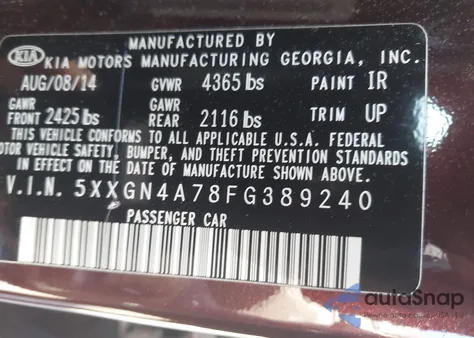 MANUFACTURED BY
KIA KIA MOTORS MANUFACTURING GEORGIA, INC.
AUG/08/14 GVWR 4365 lbs PAINT IR
GAWR GAWR
FRONT 2425 lbs REAR 2116 lbs TRIM UP
THIS VEHICLE CONFORMS TO ALL APPLICABLE U.S.A. FEDERAL
MOTOR VEHICLE SAFETY, BUMPER, AND THEFT PREVENTION STANDARDS
IN EFFECT ON THE DATE OF MANUFACTURE SHOWN ABOVE.
V.I.N. 5XXGN4A78FG389240
PASSENGER CAR
autoSnap